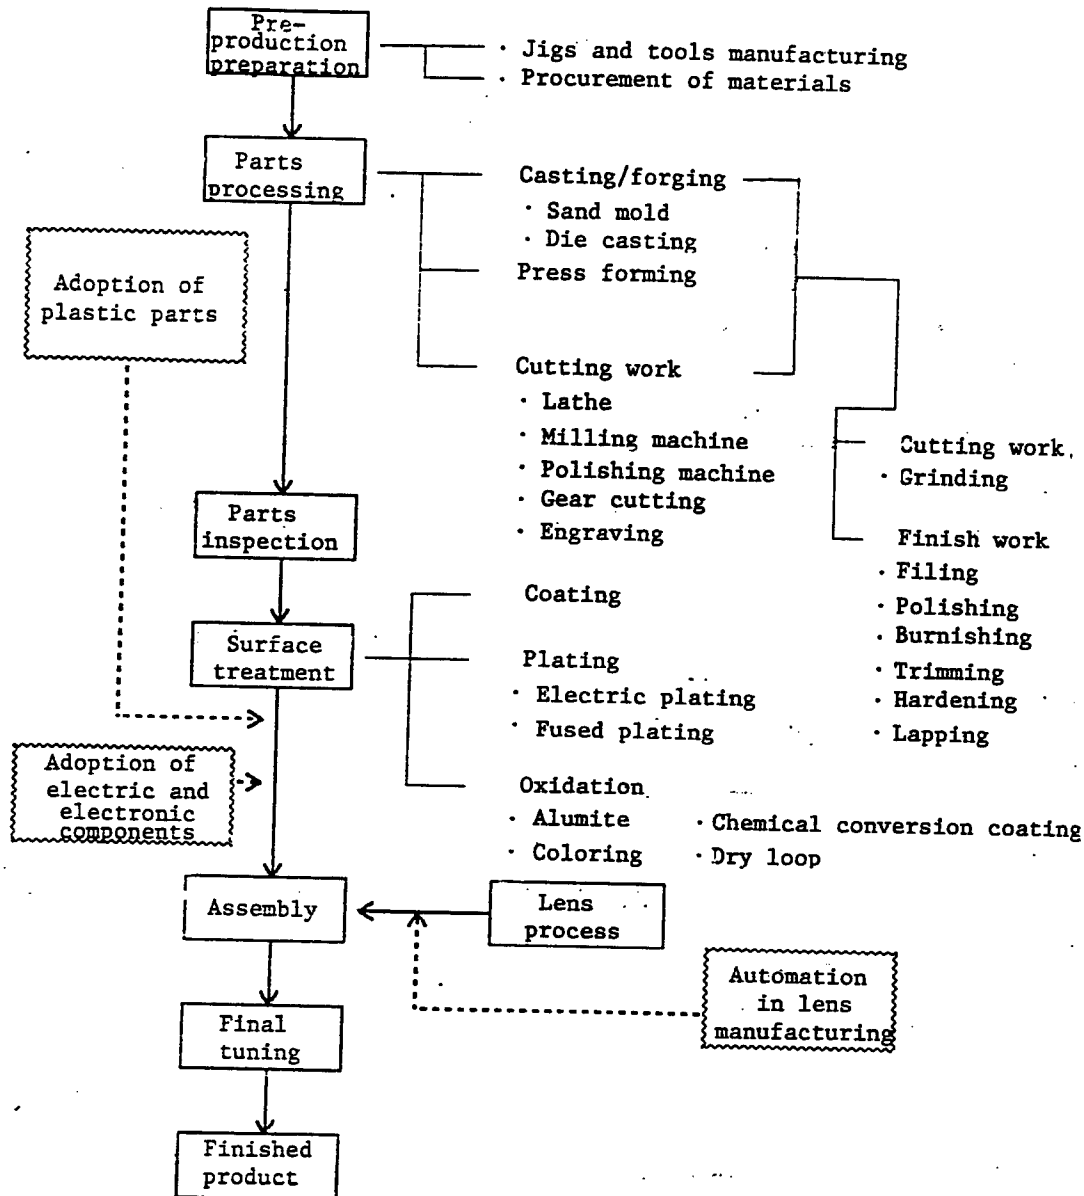 Pre-
production
preparation
· Jigs and tools manufacturing
· Procurement of materials
Parts
processing
Casting/forging
· Sand mold
· Die casting
Press forming
Adoption of
plastic parts
Cutting work
· Lathe
· Milling machine
· Polishing machine
· Gear cutting
· Engraving
Cutting work
· Grinding
Finish work
· Filing
· Polishing
· Burnishing
· Trimming
· Hardening
· Lapping
Parts
inspection
Surface
treatment
Coating
Plating
· Electric plating
· Fused plating
Oxidation
· Alumite
· Coloring
· Chemical conversion coating
· Dry loop
Adoption of
electric and
electronic
components
Assembly
Lens
process
Automation
in lens
manufacturing
Final
tuning
Finished
product